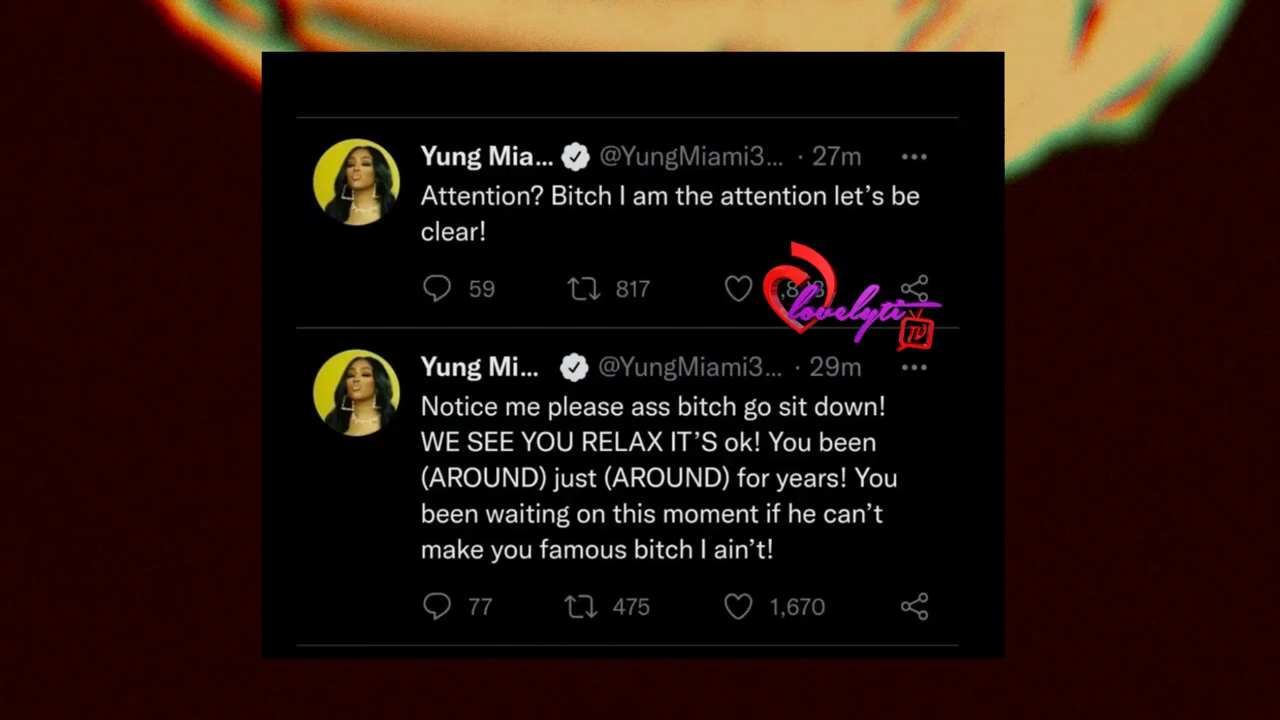 Yung Mia... @YungMiami3... · 27m
Attention? Bitch I am the attention let’s be
clear!
59 817
lovelyti
TV
Yung Mi... @YungMiami3... · 29m
Notice me please ass bitch go sit down!
WE SEE YOU RELAX IT’S ok! You been
(AROUND) just (AROUND) for years! You
been waiting on this moment if he can’t
make you famous bitch I ain’t!
77 475 1,670